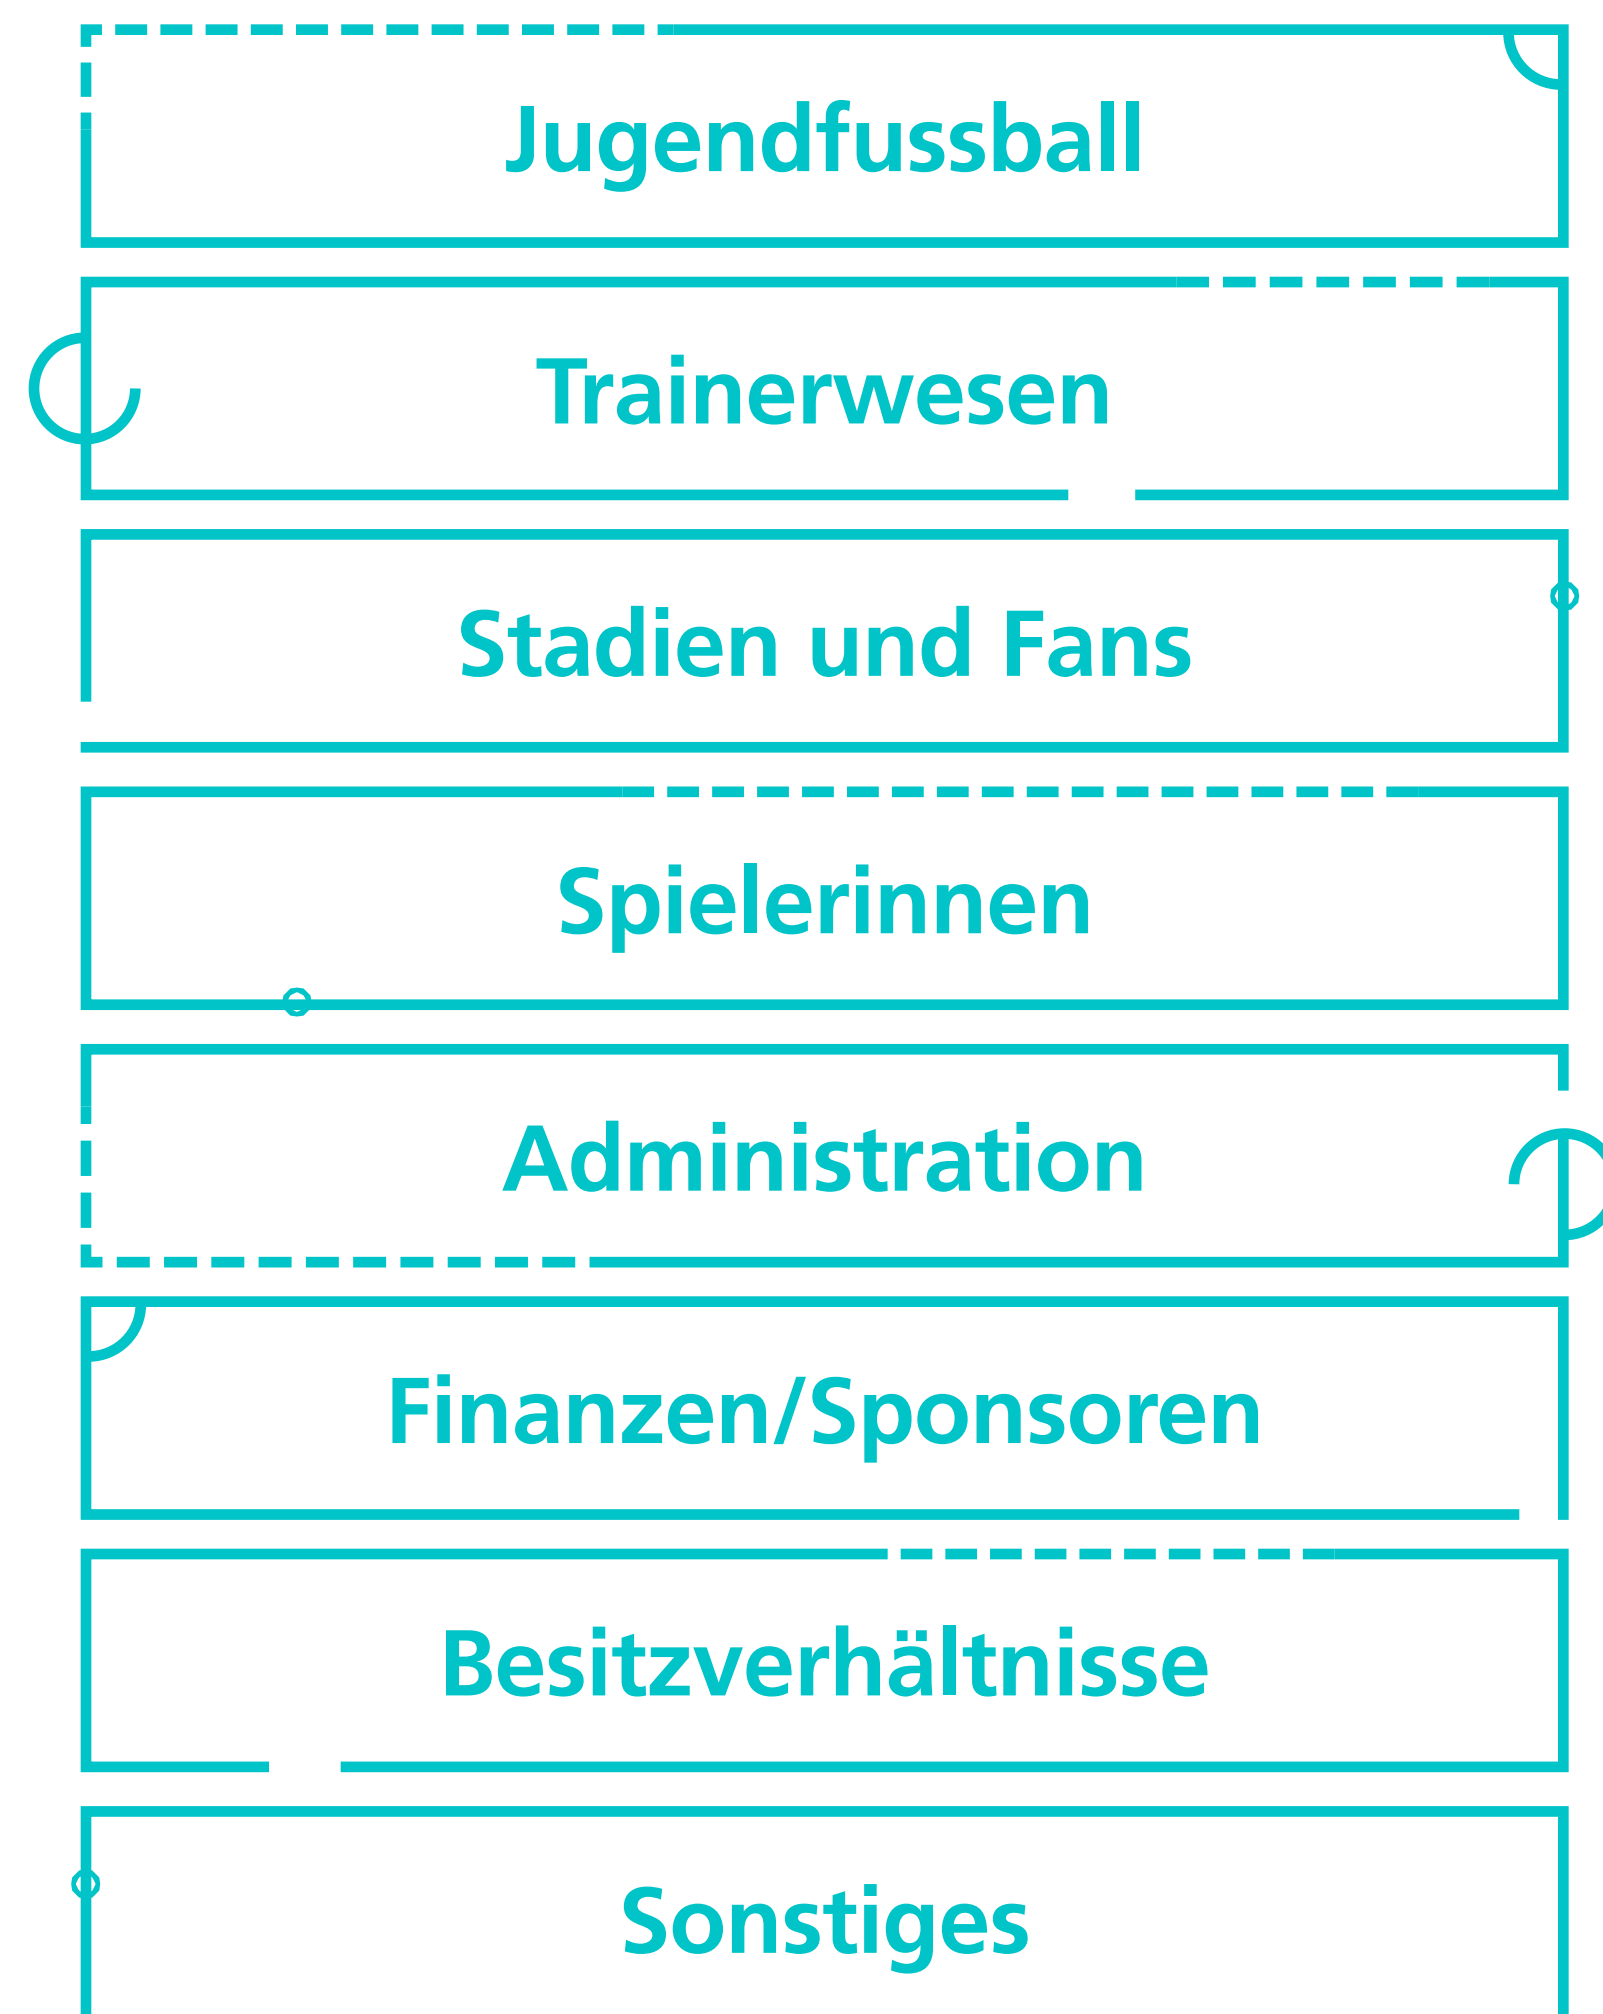 Jugendfussball
Trainerwesen
Stadien und Fans
Spielerinnen
Administration
Finanzen/Sponsoren
Besitzverhältnisse
Sonstiges